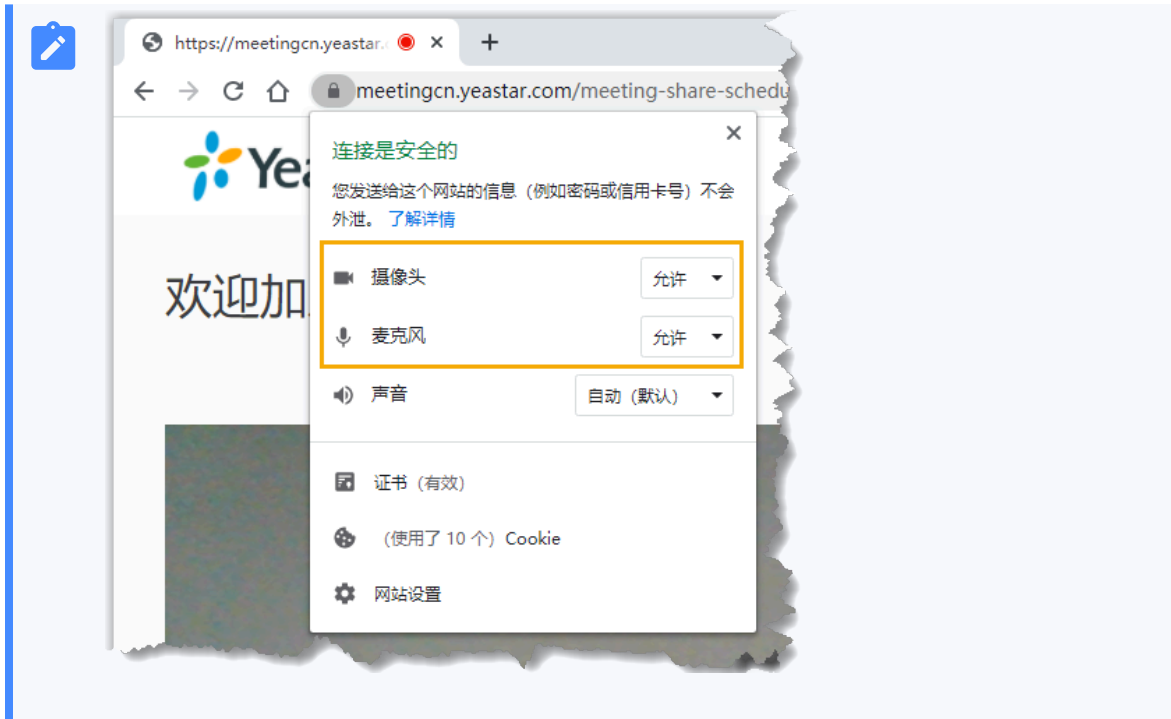 https://meetingcn.yeastar.
meetingcn.yeastar.com/meeting-share-schedu
Yea
连接是安全的
您发送给这个网站的信息（例如密码或信用卡号）不会
外泄。 了解详情
欢迎加
摄像头 允许
麦克风 允许
声音 自动（默认）
证书（有效）
（使用了 10 个）Cookie
网站设置